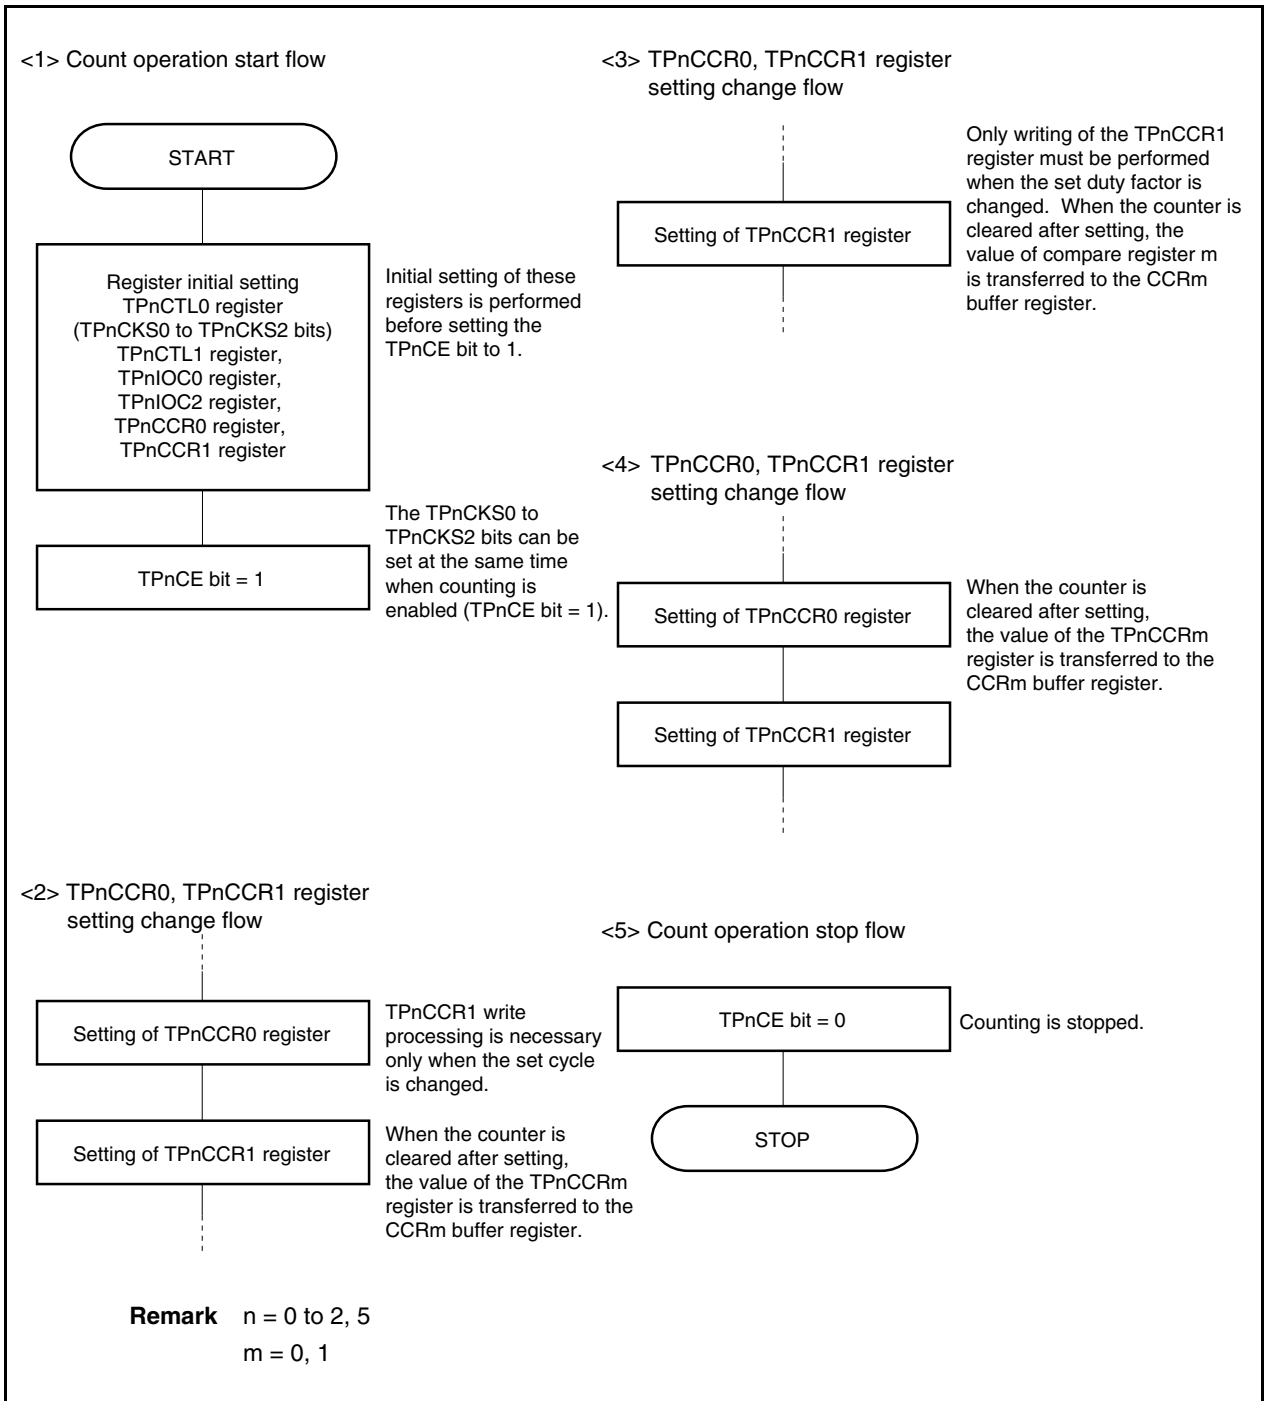 <1> Count operation start flow
START
Register initial setting
TPnCTL0 register
(TPnCKS0 to TPnCKS2 bits)
TPnCTL1 register,
TPnIOC0 register,
TPnIOC2 register,
TPnCCR0 register,
TPnCCR1 register
Initial setting of these
registers is performed
before setting the
TPnCE bit to 1.
TPnCE bit = 1
The TPnCKS0 to
TPnCKS2 bits can be
set at the same time
when counting is
enabled (TPnCE bit = 1).
<2> TPnCCR0, TPnCCR1 register
setting change flow
Setting of TPnCCR0 register
TPnCCR1 write
processing is necessary
only when the set cycle
is changed.
Setting of TPnCCR1 register
When the counter is
cleared after setting,
the value of the TPnCCRm
register is transferred to the
CCRm buffer register.
<3> TPnCCR0, TPnCCR1 register
setting change flow
Setting of TPnCCR1 register
Only writing of the TPnCCR1
register must be performed
when the set duty factor is
changed. When the counter is
cleared after setting, the
value of compare register m
is transferred to the CCRm
buffer register.
<4> TPnCCR0, TPnCCR1 register
setting change flow
Setting of TPnCCR0 register
When the counter is
cleared after setting,
the value of the TPnCCRm
register is transferred to the
CCRm buffer register.
Setting of TPnCCR1 register
<5> Count operation stop flow
TPnCE bit = 0
Counting is stopped.
STOP
Remark n = 0 to 2, 5
m = 0, 1